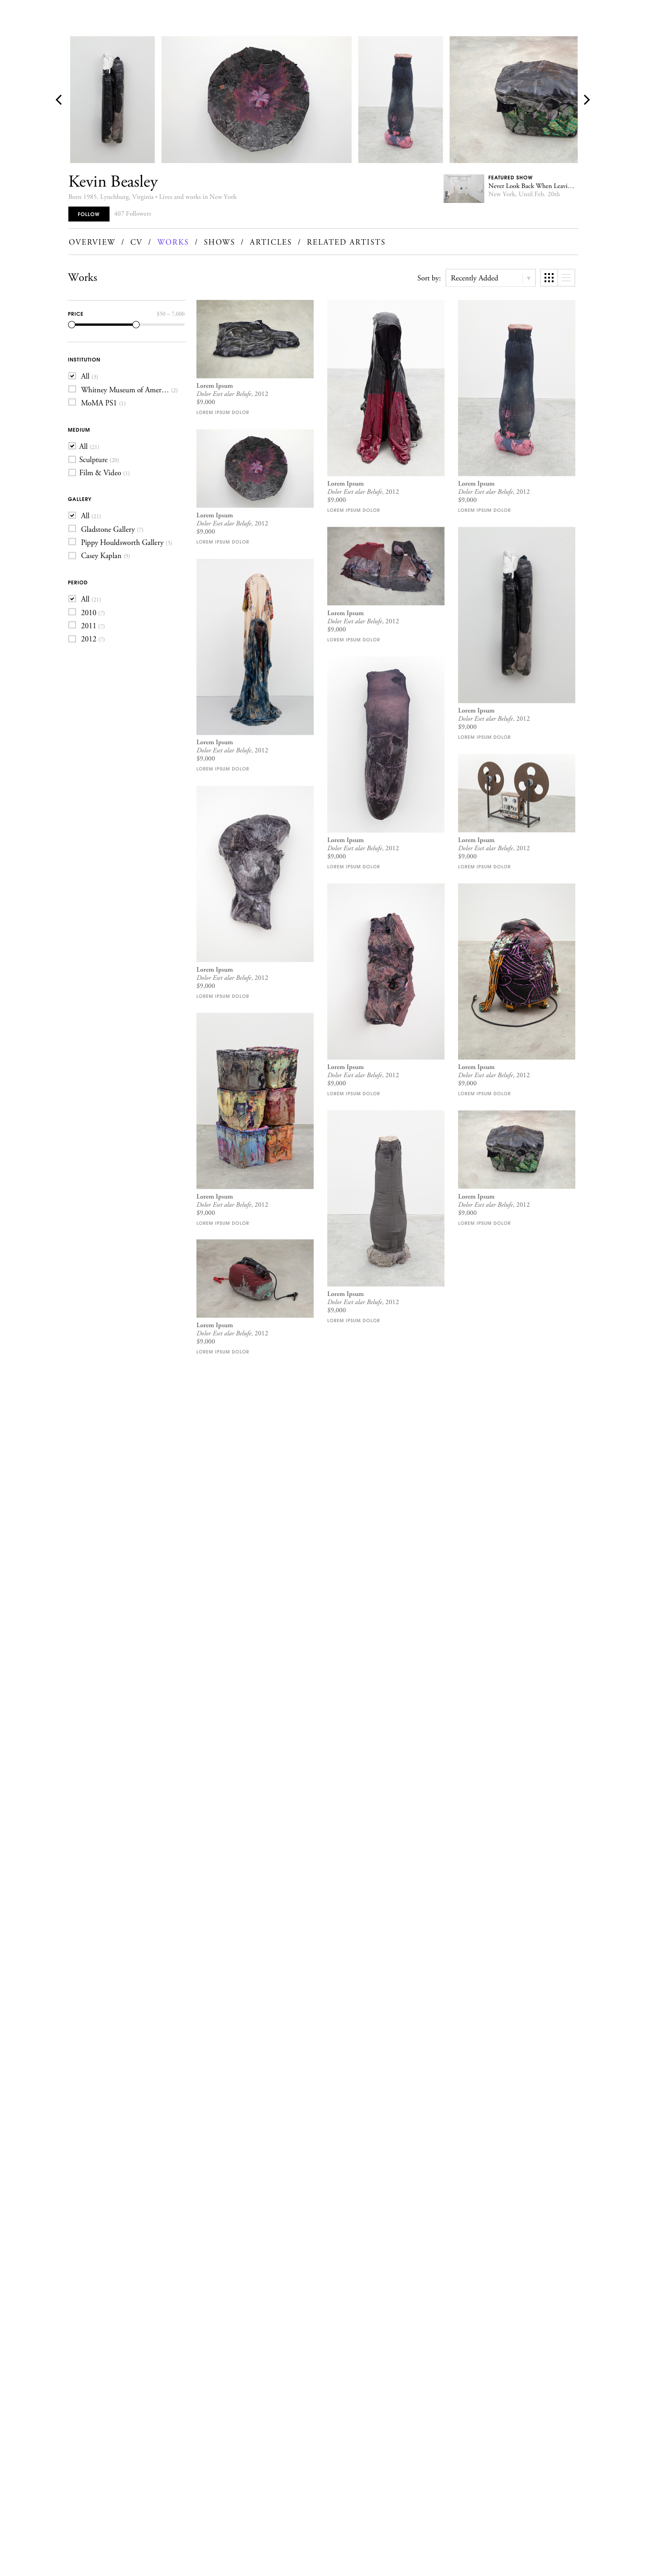 Kevin Beasley
Born 1985, Lynchburg, Virginia • Lives and works in New York
FOLLOW
407 Followers
FEATURED SHOW
Never Look Back When Leavi…
New York, Until Feb. 20th
OVERVIEW / CV / WORKS / SHOWS / ARTICLES / RELATED ARTISTS
Works
Sort by: Recently Added
PRICE $50 – 7,000
INSTITUTION
All (3)
Whitney Museum of Amer… (2)
MoMA PS1 (1)
MEDIUM
All (21)
Sculpture (20)
Film & Video (1)
GALLERY
All (21)
Gladstone Gallery (7)
Pippy Houldsworth Gallery (3)
Casey Kaplan (9)
PERIOD
All (21)
2010 (7)
2011 (7)
2012 (7)
Lorem Ipsum
Dolor Eset alar Belufe, 2012
$9,000
LOREM IPSUM DOLOR
Lorem Ipsum
Dolor Eset alar Belufe, 2012
$9,000
LOREM IPSUM DOLOR
Lorem Ipsum
Dolor Eset alar Belufe, 2012
$9,000
LOREM IPSUM DOLOR
Lorem Ipsum
Dolor Eset alar Belufe, 2012
$9,000
LOREM IPSUM DOLOR
Lorem Ipsum
Dolor Eset alar Belufe, 2012
$9,000
LOREM IPSUM DOLOR
Lorem Ipsum
Dolor Eset alar Belufe, 2012
$9,000
LOREM IPSUM DOLOR
Lorem Ipsum
Dolor Eset alar Belufe, 2012
$9,000
LOREM IPSUM DOLOR
Lorem Ipsum
Dolor Eset alar Belufe, 2012
$9,000
LOREM IPSUM DOLOR
Lorem Ipsum
Dolor Eset alar Belufe, 2012
$9,000
LOREM IPSUM DOLOR
Lorem Ipsum
Dolor Eset alar Belufe, 2012
$9,000
LOREM IPSUM DOLOR
Lorem Ipsum
Dolor Eset alar Belufe, 2012
$9,000
LOREM IPSUM DOLOR
Lorem Ipsum
Dolor Eset alar Belufe, 2012
$9,000
LOREM IPSUM DOLOR
Lorem Ipsum
Dolor Eset alar Belufe, 2012
$9,000
LOREM IPSUM DOLOR
Lorem Ipsum
Dolor Eset alar Belufe, 2012
$9,000
LOREM IPSUM DOLOR
Lorem Ipsum
Dolor Eset alar Belufe, 2012
$9,000
LOREM IPSUM DOLOR
Lorem Ipsum
Dolor Eset alar Belufe, 2012
$9,000
LOREM IPSUM DOLOR